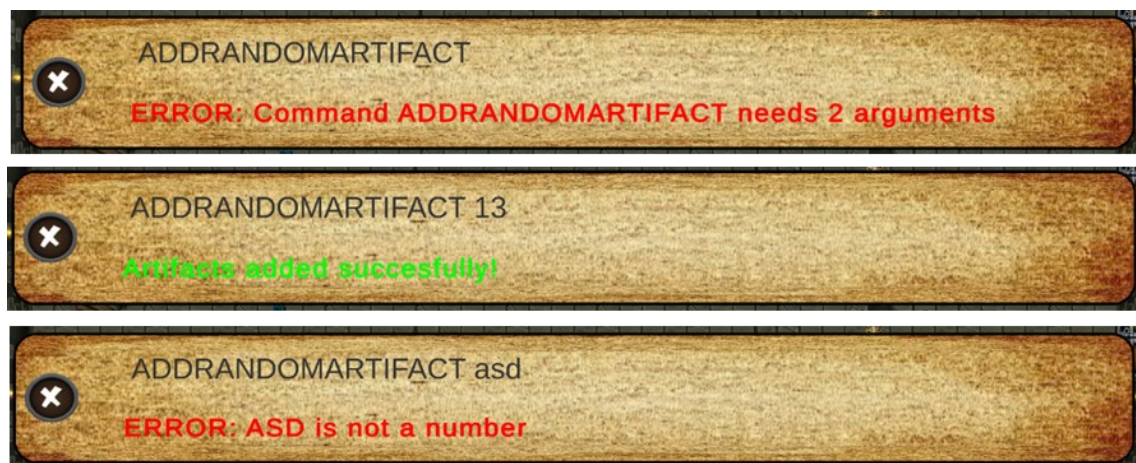 ADDRANDOMARTIFACT
ERROR: Command ADDRANDOMARTIFACT needs 2 arguments
ADDRANDOMARTIFACT 13
Artifacts added succesfully!
ADDRANDOMARTIFACT asd
ERROR: ASD is not a number